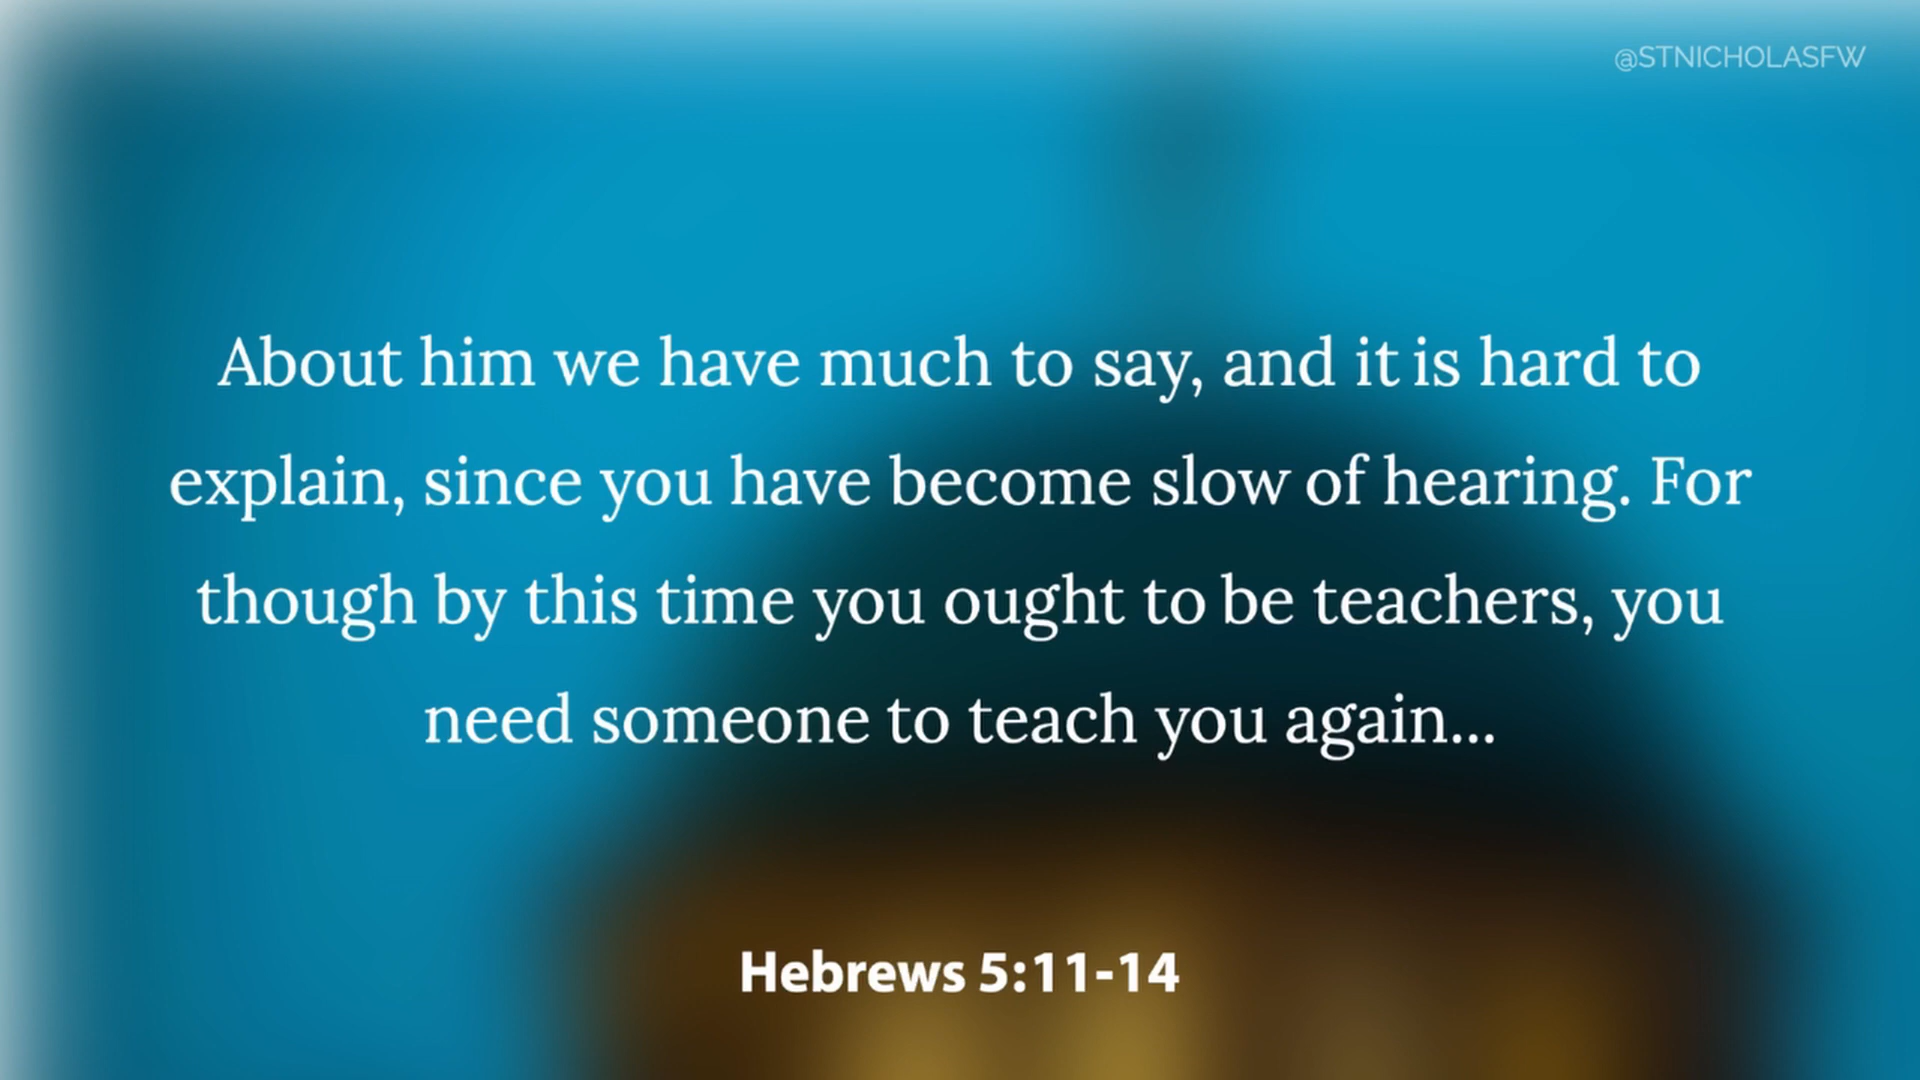 @STNICHOLASFW
About him we have much to say, and it is hard to
explain, since you have become slow of hearing. For
though by this time you ought to be teachers, you
need someone to teach you again...
Hebrews 5:11-14